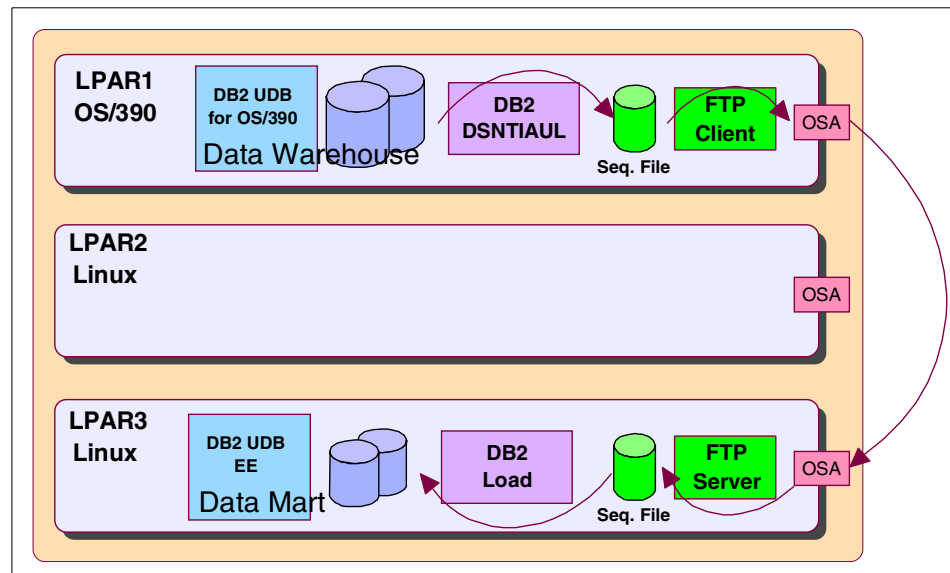 LPAR1
OS/390
DB2 UDB
for OS/390
Data Warehouse
DB2
DSNTIAUL
Seq. File
FTP
Client
OSA
LPAR2
Linux
OSA
LPAR3
Linux
DB2 UDB
EE
Data Mart
DB2
Load
Seq. File
FTP
Server
OSA